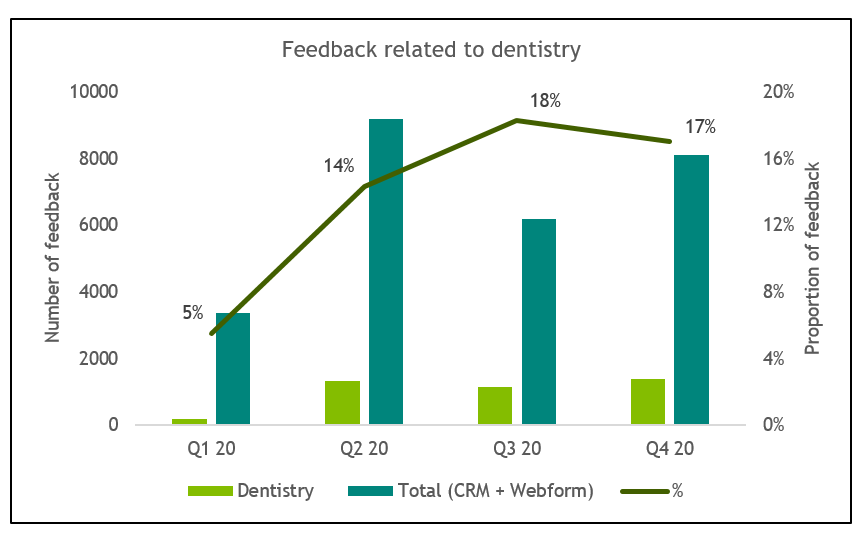 Feedback related to dentistry
10000
8000
6000
4000
2000
0
Number of feedback
20%
16%
12%
8%
4%
0%
Proportion of feedback
5%
14%
18%
17%
Q1 20
Q2 20
Q3 20
Q4 20
Dentistry
Total (CRM + Webform)
%